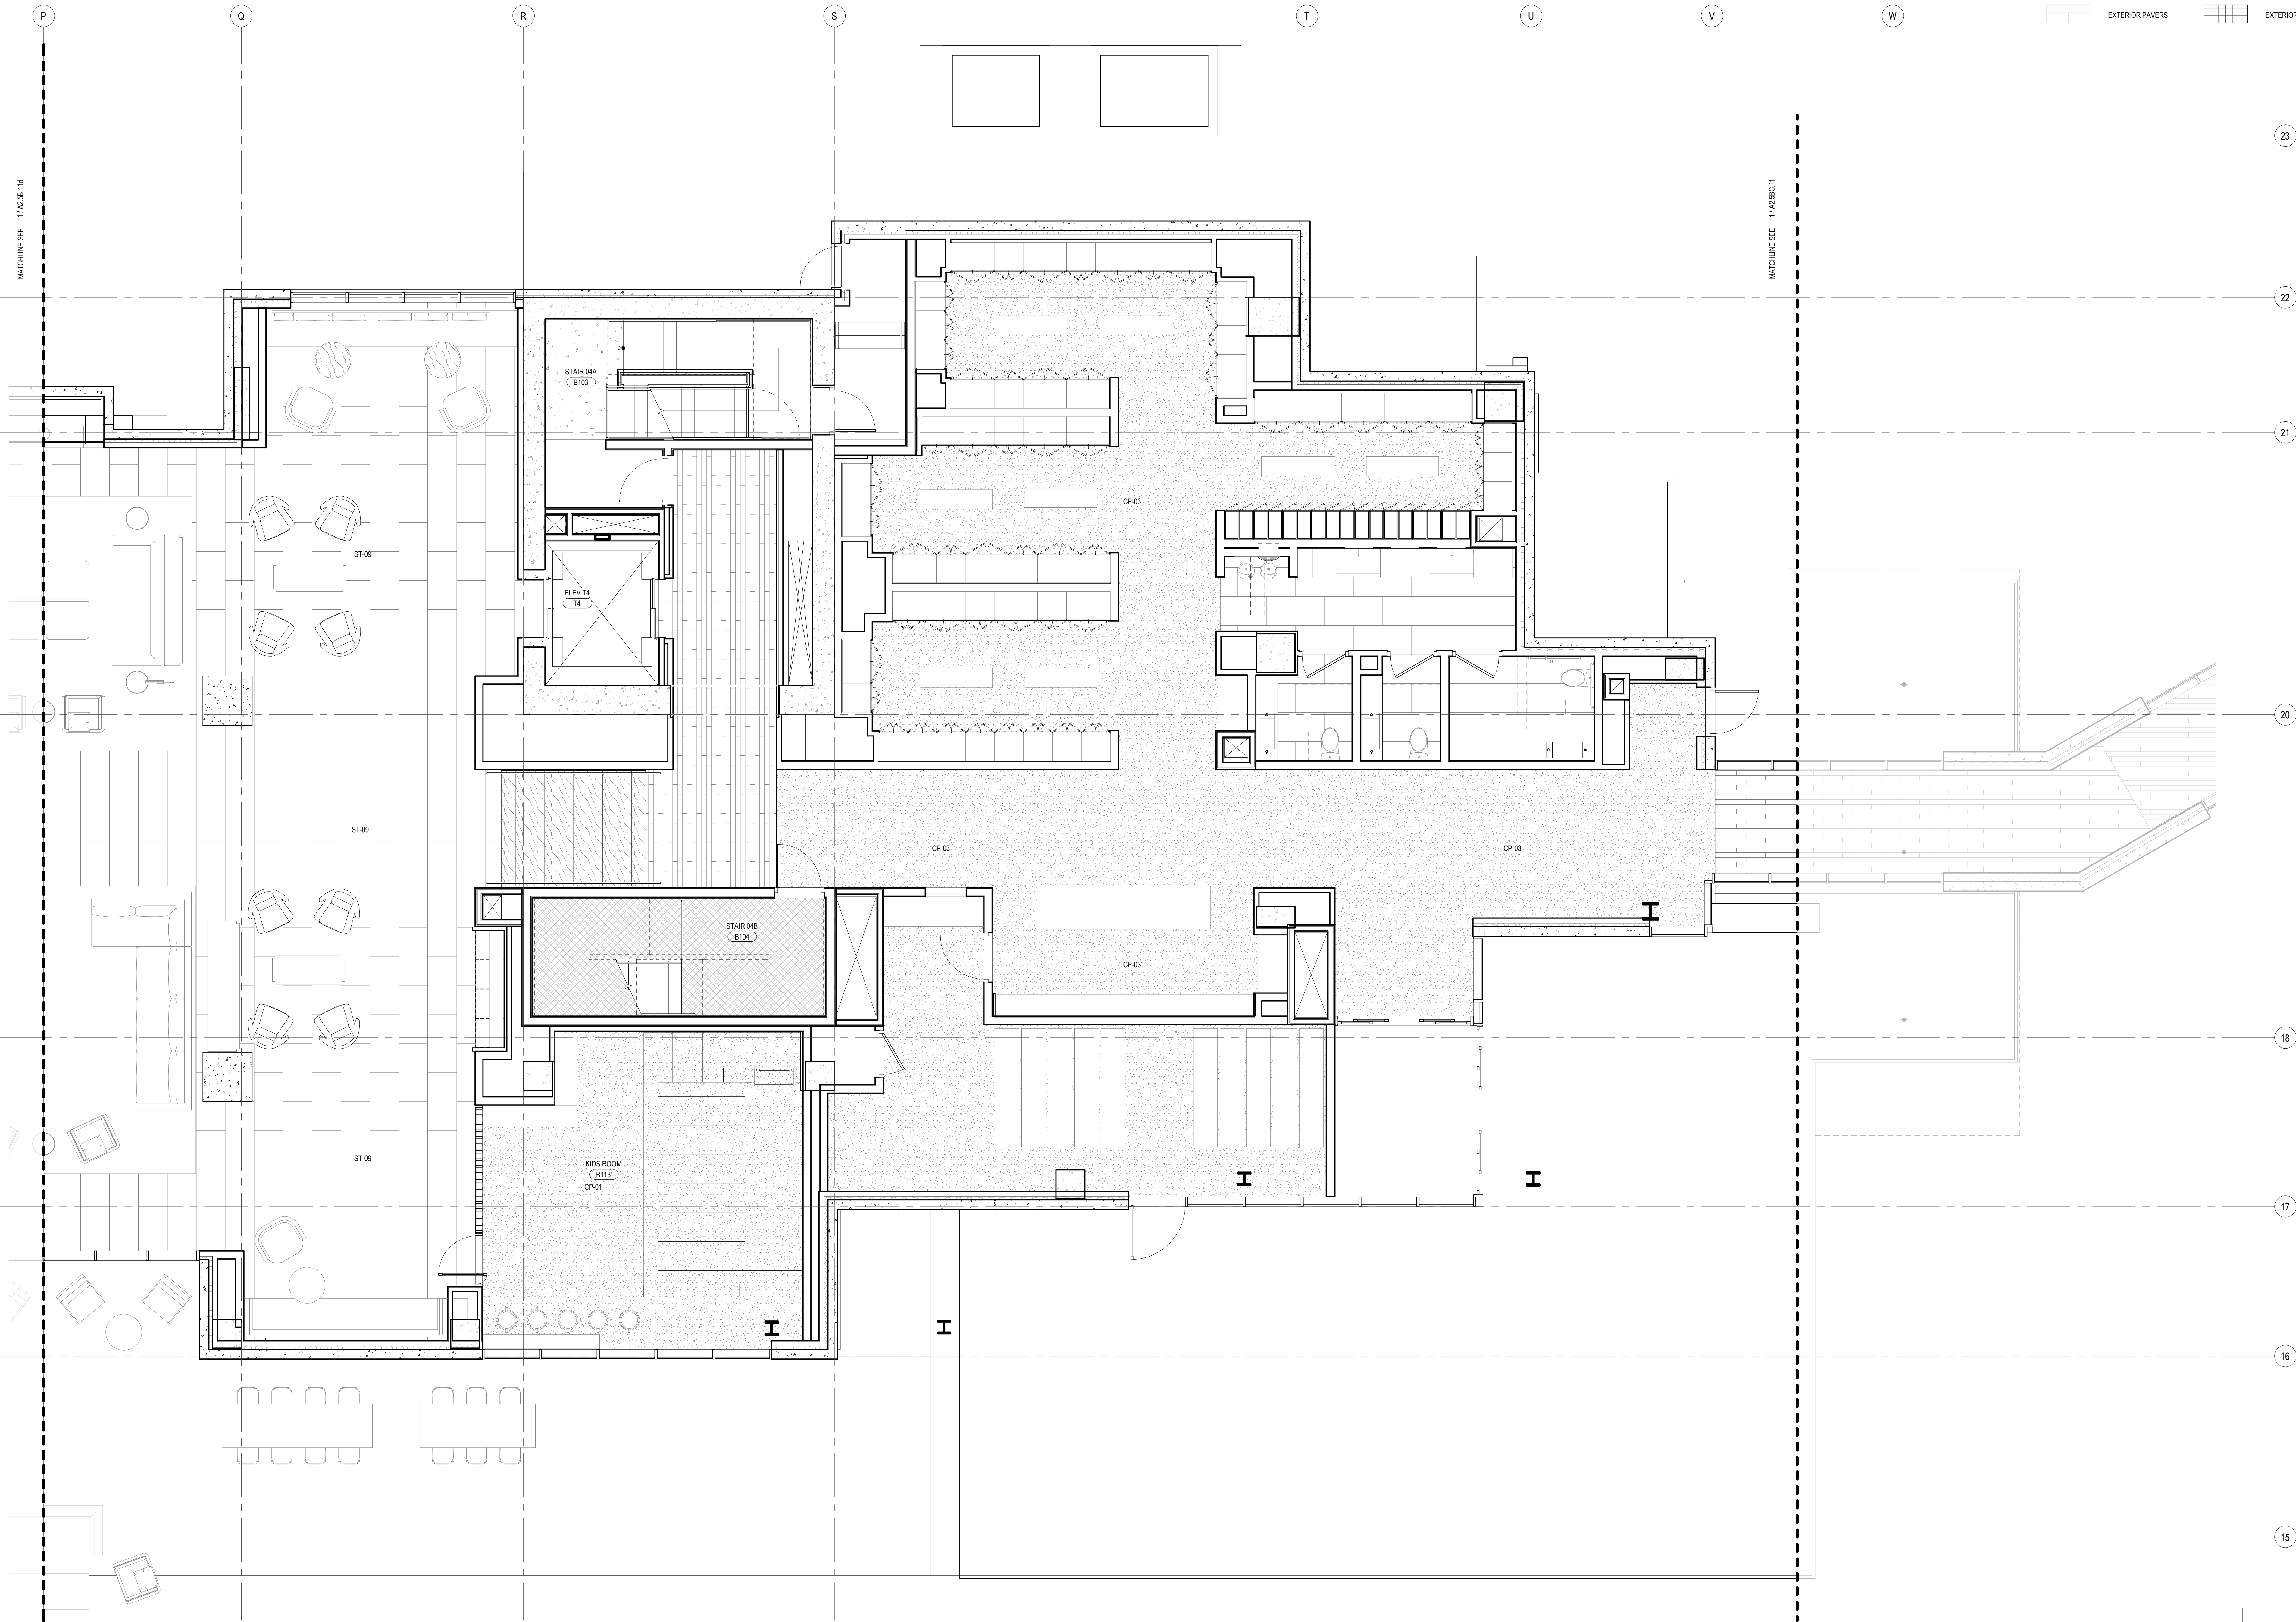 P
Q
R
S
T
U
V
W
EXTERIOR PAVERS
EXTERIOR
23
MATCHLINE SEE 1 / A2.5B.11d
MATCHLINE SEE 1 / A2.5BC.1f
22
STAIR 04A
B103
21
CP-03
ST-09
ELEV T4
T4
20
ST-09
CP-03
CP-03
STAIR 04B
B104
CP-03
18
ST-09
KIDS ROOM
B113
CP-01
17
16
15